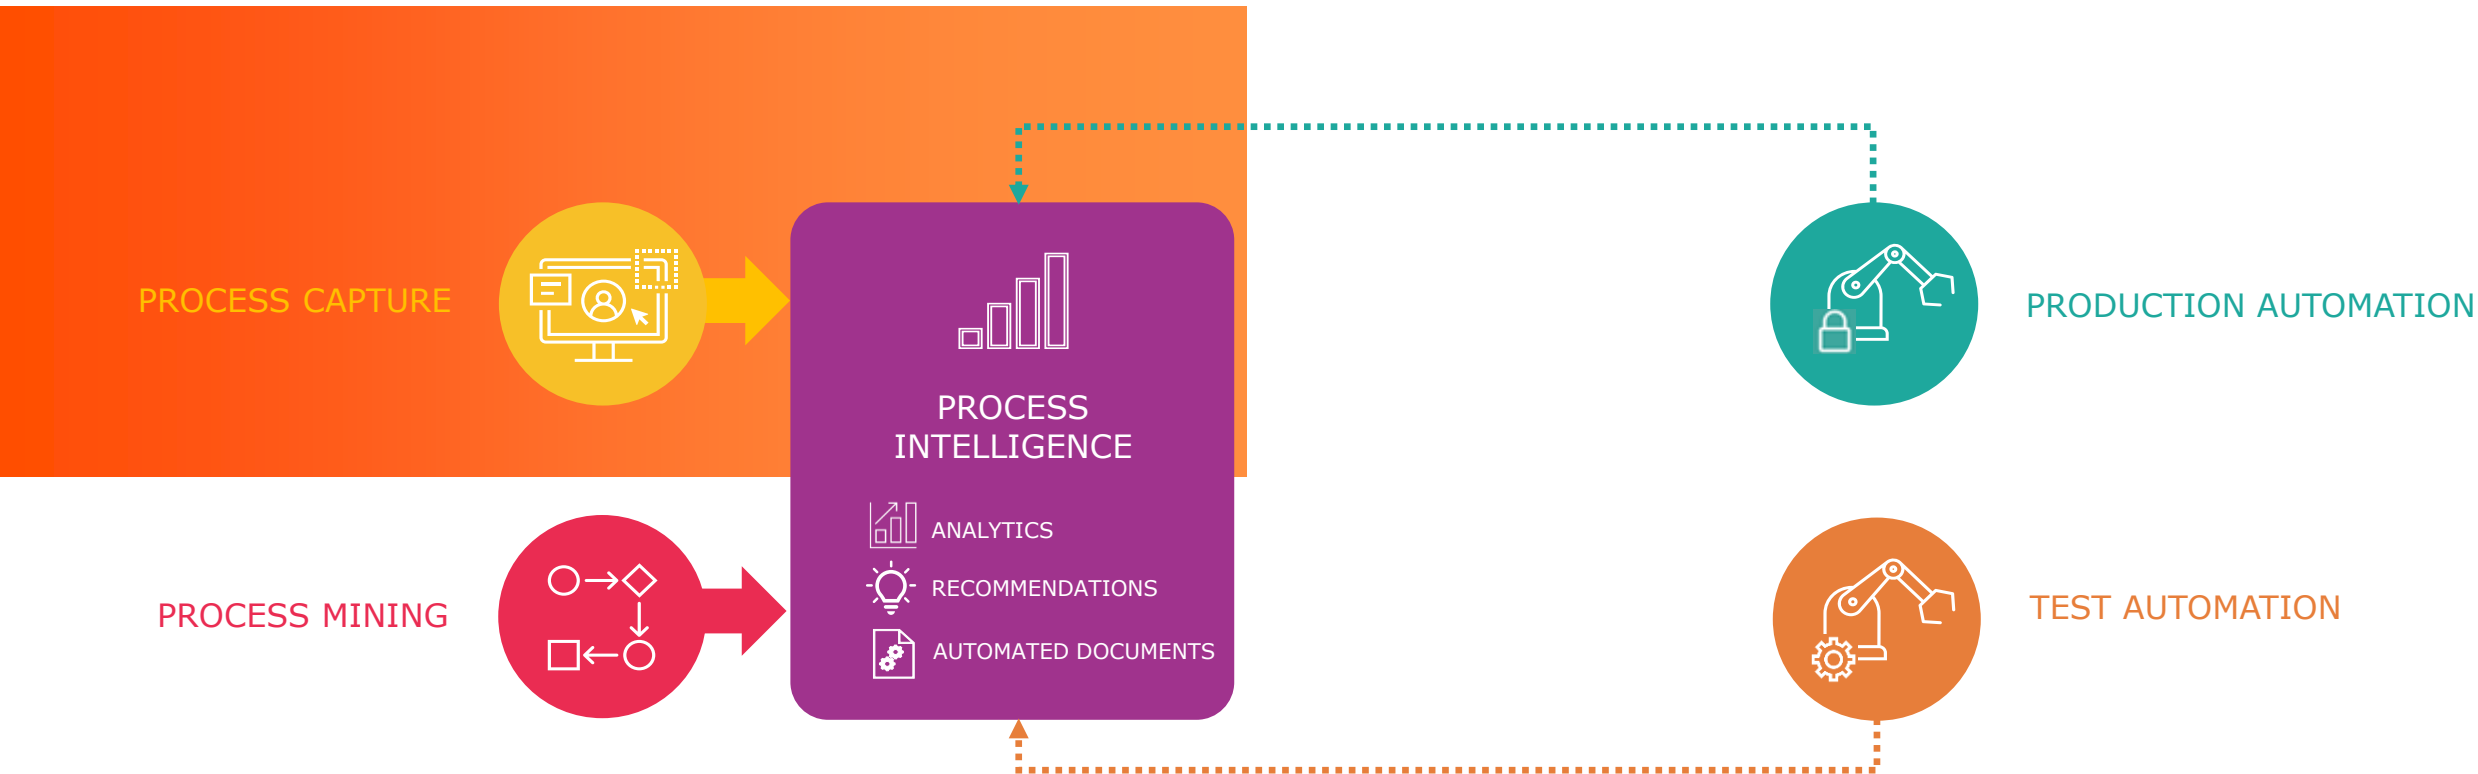 PROCESS CAPTURE
PROCESS
INTELLIGENCE
ANALYTICS
RECOMMENDATIONS
AUTOMATED DOCUMENTS
PROCESS MINING
PRODUCTION AUTOMATION
TEST AUTOMATION